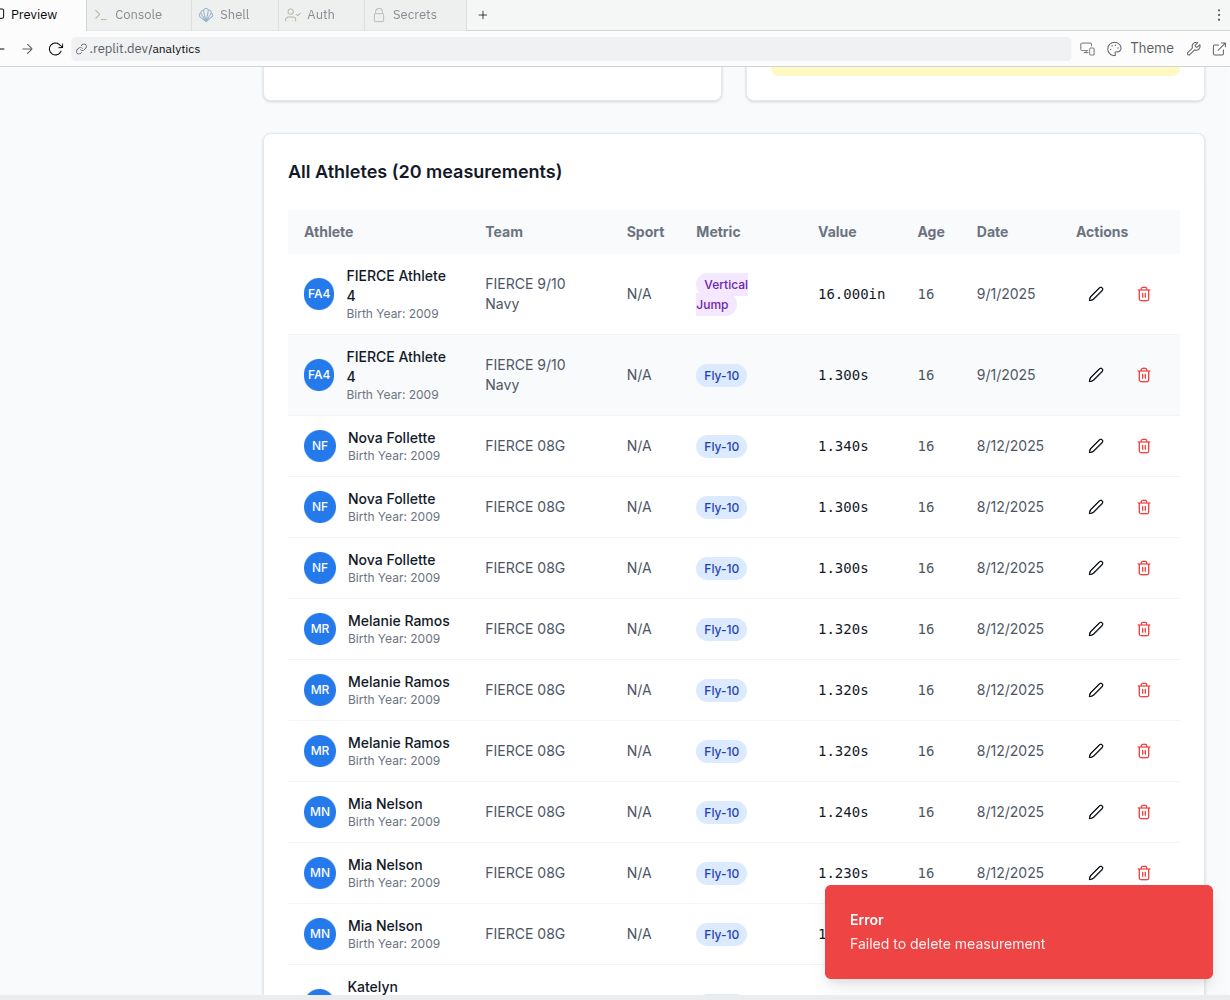 Preview
Console
Shell
Auth
Secrets
.replit.dev/analytics
Theme
All Athletes (20 measurements)
Athlete Team Sport Metric Value Age Date Actions
FA4 FIERCE Athlete 4 Birth Year: 2009 FIERCE 9/10 Navy N/A Vertical Jump 16.000in 16 9/1/2025
FA4 FIERCE Athlete 4 Birth Year: 2009 FIERCE 9/10 Navy N/A Fly-10 1.300s 16 9/1/2025
NF Nova Follette Birth Year: 2009 FIERCE 08G N/A Fly-10 1.340s 16 8/12/2025
NF Nova Follette Birth Year: 2009 FIERCE 08G N/A Fly-10 1.300s 16 8/12/2025
NF Nova Follette Birth Year: 2009 FIERCE 08G N/A Fly-10 1.300s 16 8/12/2025
MR Melanie Ramos Birth Year: 2009 FIERCE 08G N/A Fly-10 1.320s 16 8/12/2025
MR Melanie Ramos Birth Year: 2009 FIERCE 08G N/A Fly-10 1.320s 16 8/12/2025
MR Melanie Ramos Birth Year: 2009 FIERCE 08G N/A Fly-10 1.320s 16 8/12/2025
MN Mia Nelson Birth Year: 2009 FIERCE 08G N/A Fly-10 1.240s 16 8/12/2025
MN Mia Nelson Birth Year: 2009 FIERCE 08G N/A Fly-10 1.230s 16 8/12/2025
MN Mia Nelson Birth Year: 2009 FIERCE 08G N/A Fly-10
Katelyn
Error
Failed to delete measurement